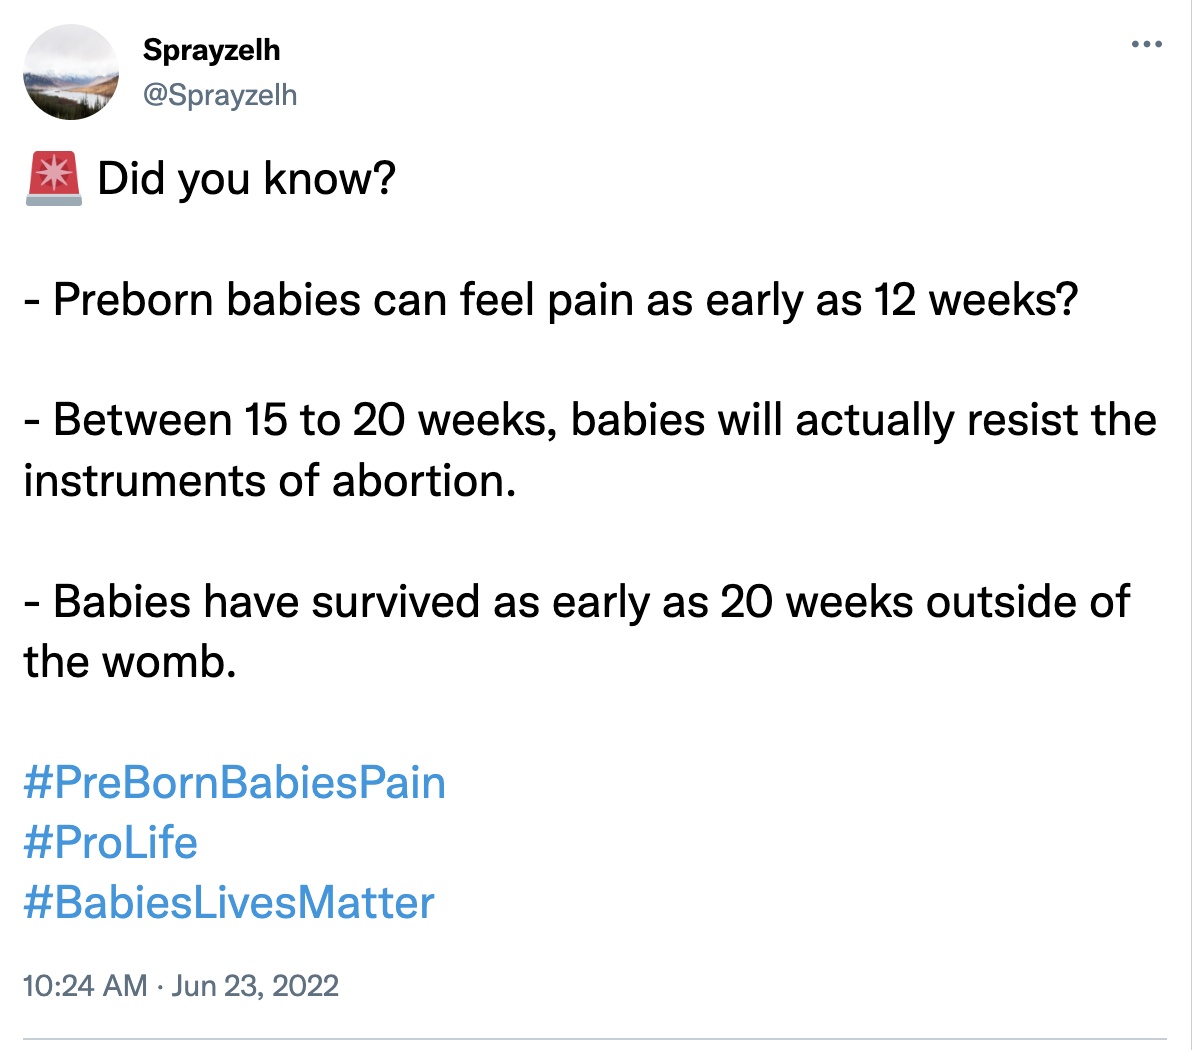 Sprayzelh
@Sprayzelh
🚨 Did you know?
- Preborn babies can feel pain as early as 12 weeks?
- Between 15 to 20 weeks, babies will actually resist the
instruments of abortion.
- Babies have survived as early as 20 weeks outside of
the womb.
#PreBornBabiesPain
#ProLife
#BabiesLivesMatter
10:24 AM · Jun 23, 2022